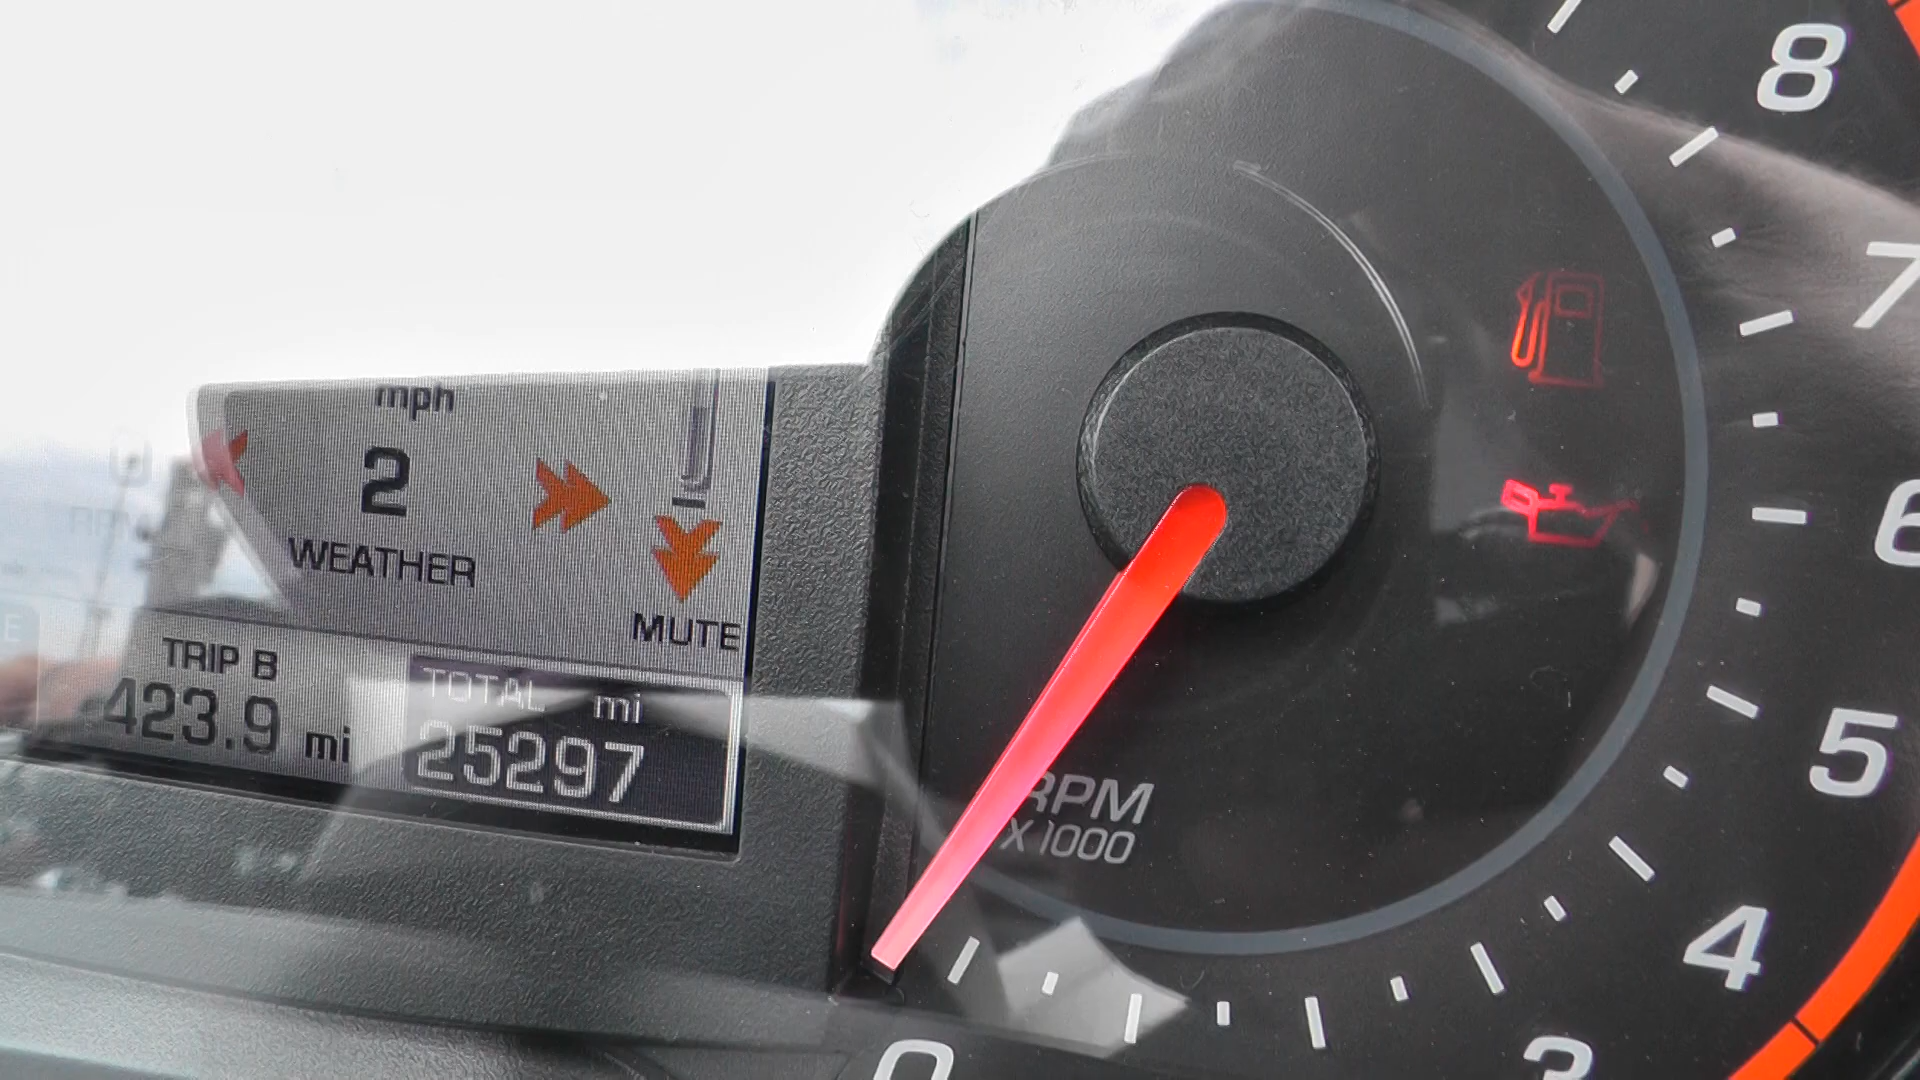 mph
2
WEATHER
MUTE
TRIP B
423.9 mi
TOTAL mi
25297
RPM
X 1000
0
3
4
5
6
7
8